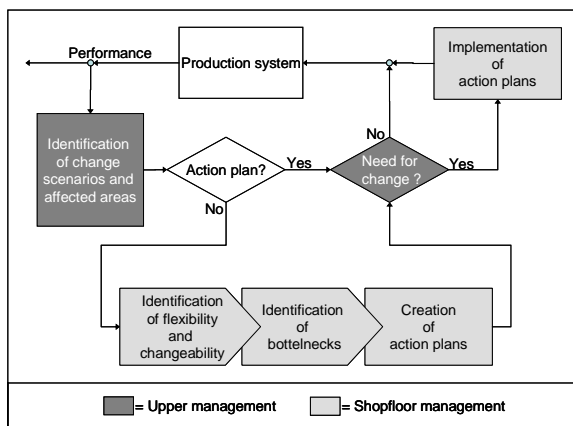 Performance
Production system
Implementation
of
action plans
Identification
of change
scenarios and
affected areas
Action plan?
Yes
No
Need for
change ?
No
Yes
Identification
of flexibility
and
changeability
Identification
of
bottelnecks
Creation
of
action plans
= Upper management
= Shopfloor management